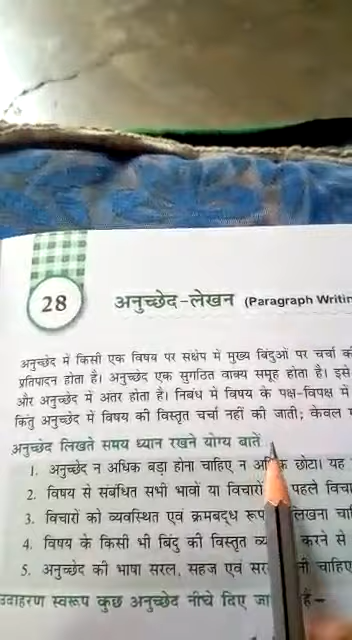 28
अनुच्छेद-लेखन (Paragraph Writin
अनुच्छेद में किसी एक विषय पर संक्षेप में मुख्य बिंदुओं पर चर्चा
प्रतिपादन होता है। अनुच्छेद एक सुगठित वाक्य समूह होता है। इसे
और अनुच्छेद में अंतर होता है। निबंध में विषय के पक्ष-विपक्ष में
किंतु अनुच्छेद में विषय की विस्तृत चर्चा नहीं की जाती; केवल
अनुच्छेद लिखते समय ध्यान रखने योग्य बातें
1. अनुच्छेद न अधिक बड़ा होना चाहिए न छोटा। यह
2. विषय से संबंधित सभी भावों या विचारों पहले
3. विचारों को व्यवस्थित एवं क्रमबद्ध रूप लिखना
4. विषय के किसी भी बिंदु की विस्तृत करने से
5. अनुच्छेद की भाषा सरल, सहज एवं चाहिए
उदाहरण स्वरूप कुछ अनुच्छेद नीचे दिए जा है–